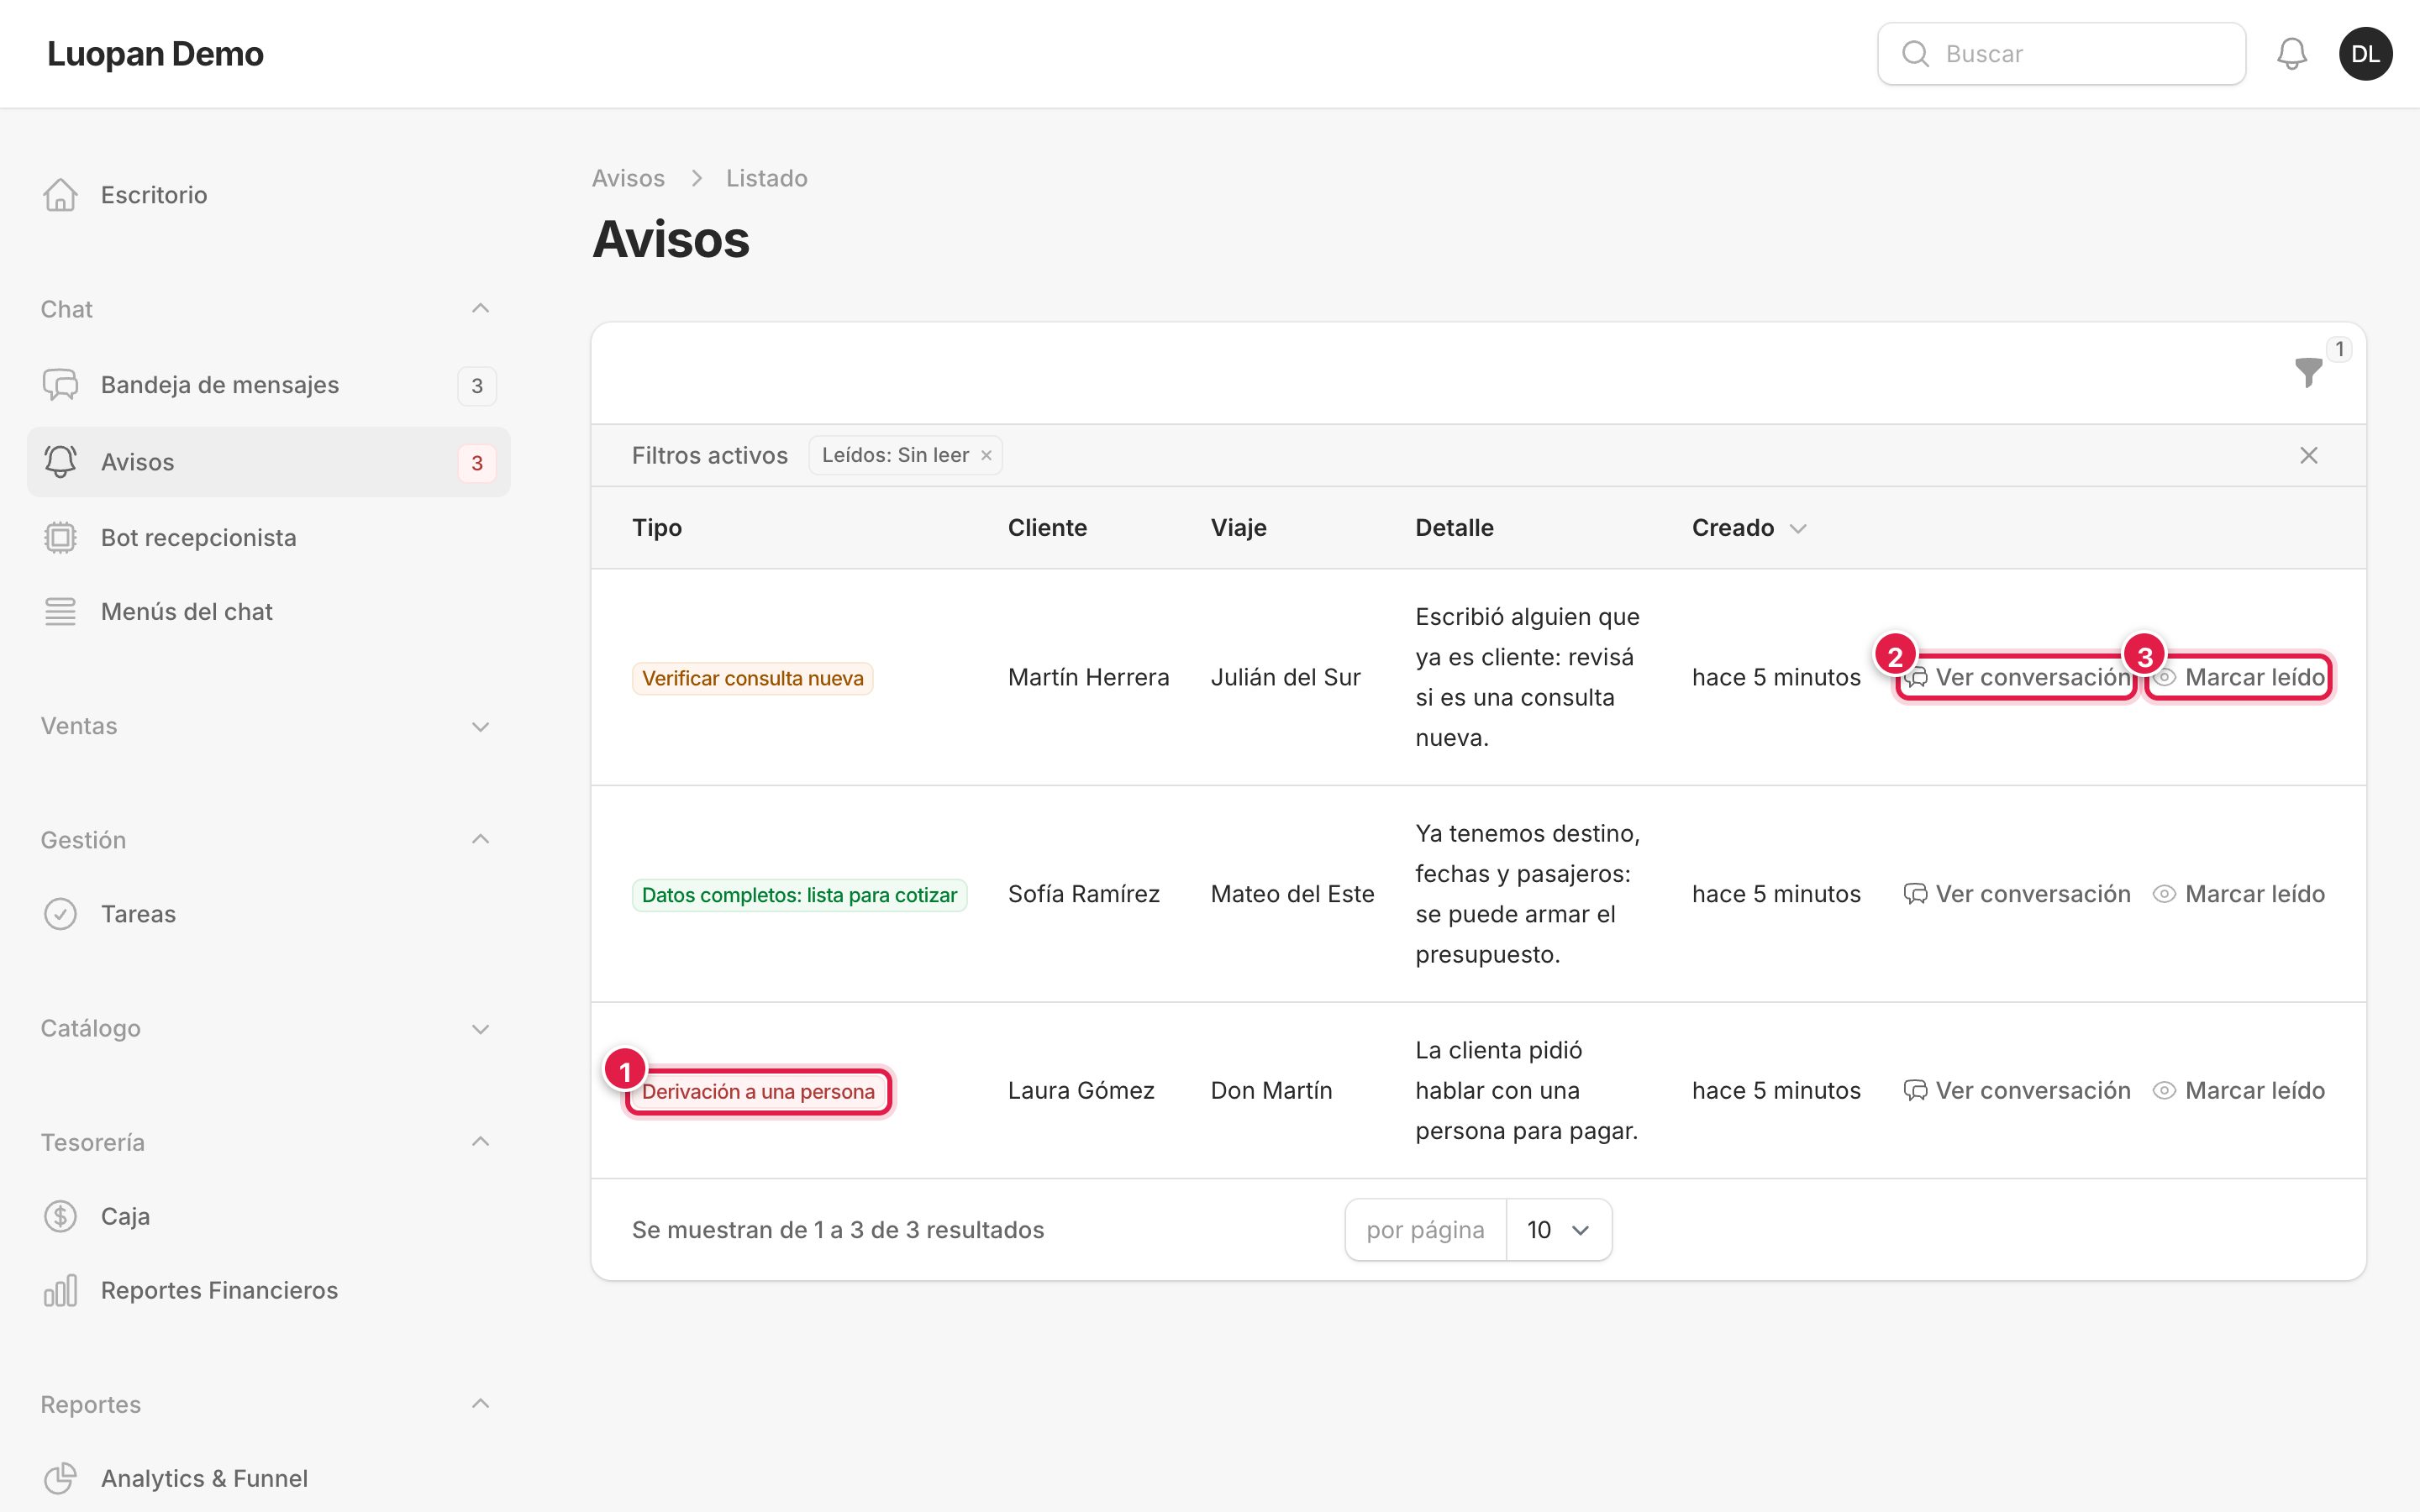 Luopan Demo
Buscar
DL
Escritorio
Chat
Bandeja de mensajes 3
Avisos 3
Bot recepcionista
Menús del chat
Ventas
Gestión
Tareas
Catálogo
Tesorería
Caja
Reportes Financieros
Reportes
Analytics & Funnel
Avisos > Listado
Avisos
1
Filtros activos Leídos: Sin leer ×
Tipo Cliente Viaje Detalle Creado
Verificar consulta nueva Martín Herrera Julián del Sur
Escribió alguien que
ya es cliente: revisá
si es una consulta
nueva.
hace 5 minutos 2 Ver conversación 3 Marcar leído
Datos completos: lista para cotizar Sofía Ramírez Mateo del Este
Ya tenemos destino,
fechas y pasajeros:
se puede armar el
presupuesto.
hace 5 minutos Ver conversación Marcar leído
1 Derivación a una persona Laura Gómez Don Martín
La clienta pidió
hablar con una
persona para pagar.
hace 5 minutos Ver conversación Marcar leído
Se muestran de 1 a 3 de 3 resultados
por página 10